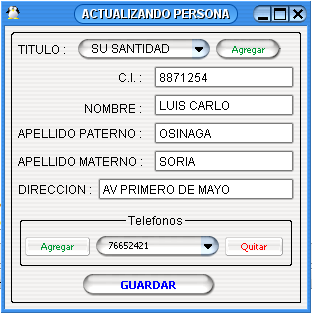 ACTUALIZANDO PERSONA
TITULO : SU SANTIDAD Agregar
C.I. : 8871254
NOMBRE : LUIS CARLO
APELLIDO PATERNO : OSINAGA
APELLIDO MATERNO : SORIA
DIRECCION : AV PRIMERO DE MAYO
Telefonos
Agregar 76652421 Quitar
GUARDAR